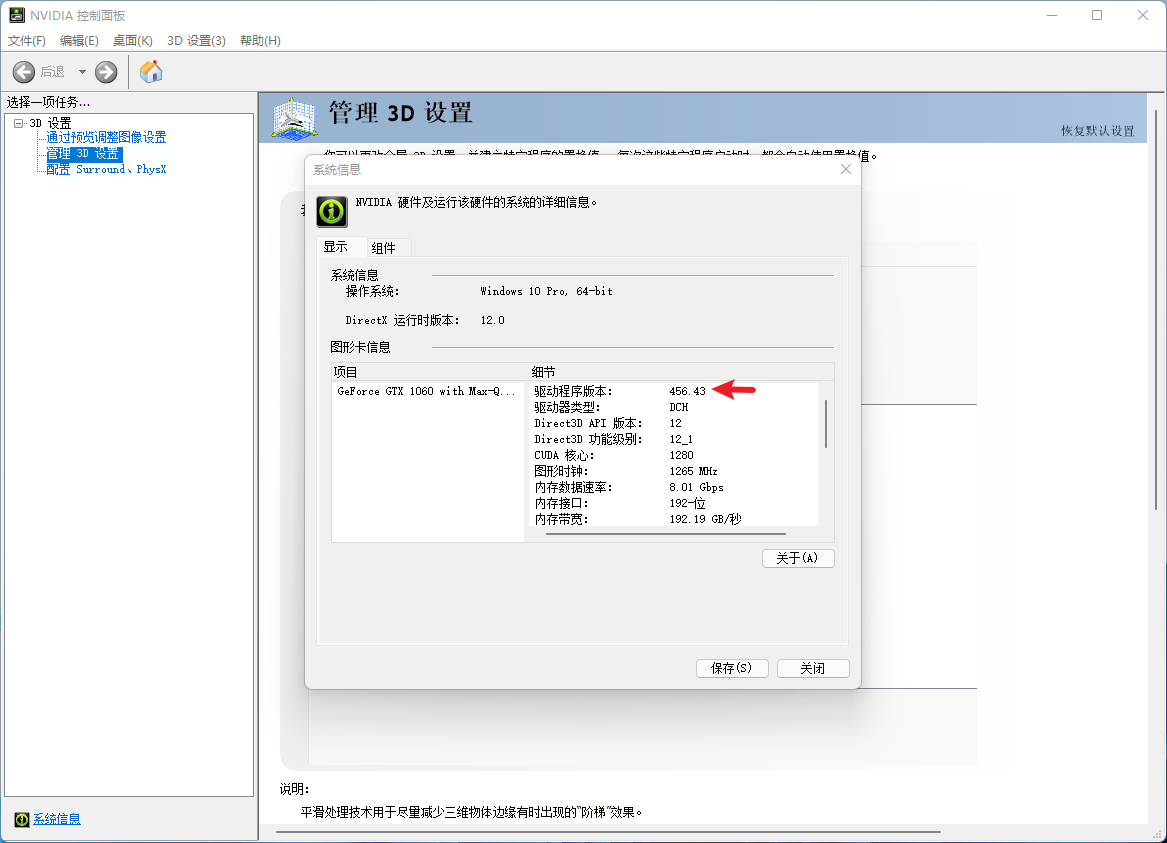 NVIDIA 控制面板
文件(F) 编辑(E) 桌面(K) 3D 设置(3) 帮助(H)
后退
选择一项任务...
3D 设置
通过预览调整图像设置
管理 3D 设置
配置 Surround、PhysX
管理 3D 设置
恢复默认设置
系统信息
NVIDIA 硬件及运行该硬件的系统的详细信息。
显示 组件
系统信息
操作系统: Windows 10 Pro, 64-bit
DirectX 运行时版本: 12.0
图形卡信息
项目 细节
GeForce GTX 1060 with Max-Q...
驱动程序版本: 456.43
驱动器类型: DCH
Direct3D API 版本: 12
Direct3D 功能级别: 12_1
CUDA 核心: 1280
图形时钟: 1265 MHz
内存数据速率: 8.01 Gbps
内存接口: 192-位
内存带宽: 192.19 GB/秒
关于(A)
保存(S) 关闭
说明:
平滑处理技术用于尽量减少三维物体边缘有时出现的"阶梯"效果。
系统信息